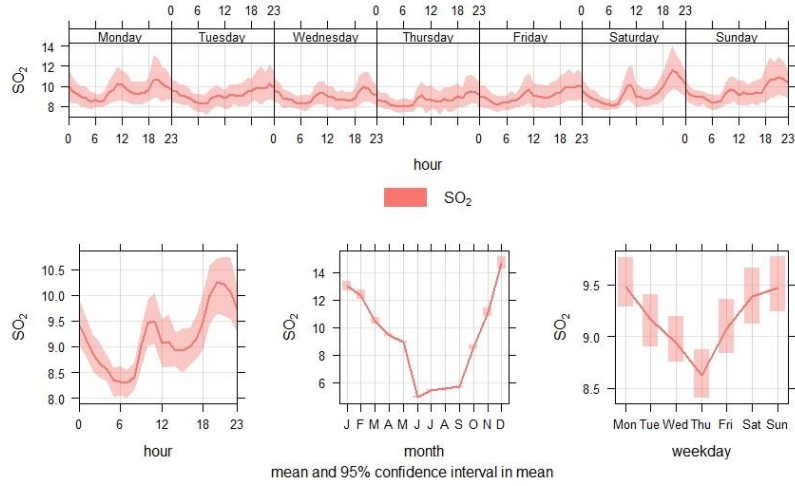 0 6 12 18 23 0 6 12 18 23 0 6 12 18 23
Monday Tuesday Wednesday Thursday Friday Saturday Sunday
14
12
10
8
SO₂
0 6 12 18 23 0 6 12 18 23 0 6 12 18 23 0 6 12 18 23
hour
SO₂
10.5
10.0
9.5
9.0
8.5
8.0
SO₂
0 6 12 18 23
hour
14
12
10
8
6
SO₂
J F M A M J J A S O N D
month
9.5
9.0
8.5
SO₂
Mon Tue Wed Thu Fri Sat Sun
weekday
mean and 95% confidence interval in mean